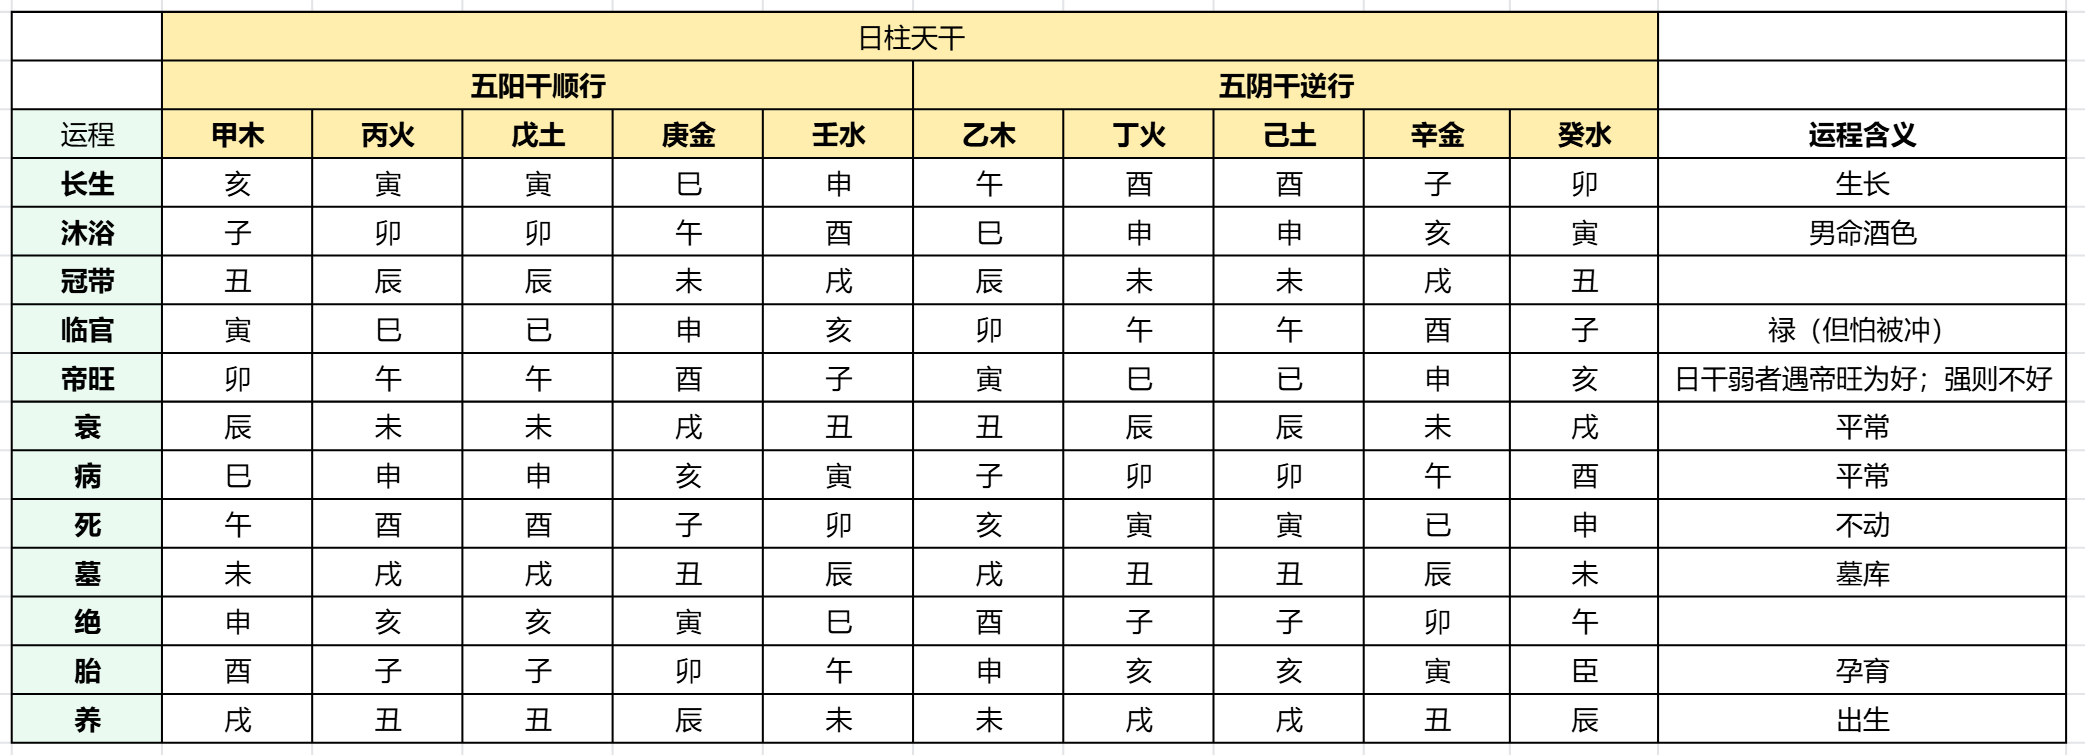 日柱天干
五阳干顺行 五阴干逆行
运程 甲木 丙火 戊土 庚金 壬水 乙木 丁火 己土 辛金 癸水 运程含义
长生 亥 寅 寅 巳 申 午 酉 酉 子 卯 生长
沐浴 子 卯 卯 午 酉 巳 申 申 亥 寅 男命酒色
冠带 丑 辰 辰 未 戌 辰 未 未 戌 丑
临官 寅 巳 已 申 亥 卯 午 午 酉 子 禄（但怕被冲）
帝旺 卯 午 午 酉 子 寅 巳 已 申 亥 日干弱者遇帝旺为好；强则不好
衰 辰 未 未 戌 丑 丑 辰 辰 未 戌 平常
病 巳 申 申 亥 寅 子 卯 卯 午 酉 平常
死 午 酉 酉 子 卯 亥 寅 寅 已 申 不动
墓 未 戌 戌 丑 辰 戌 丑 丑 辰 未 墓库
绝 申 亥 亥 寅 巳 酉 子 子 卯 午
胎 酉 子 子 卯 午 申 亥 亥 寅 臣 孕育
养 戌 丑 丑 辰 未 未 戌 戌 丑 辰 出生